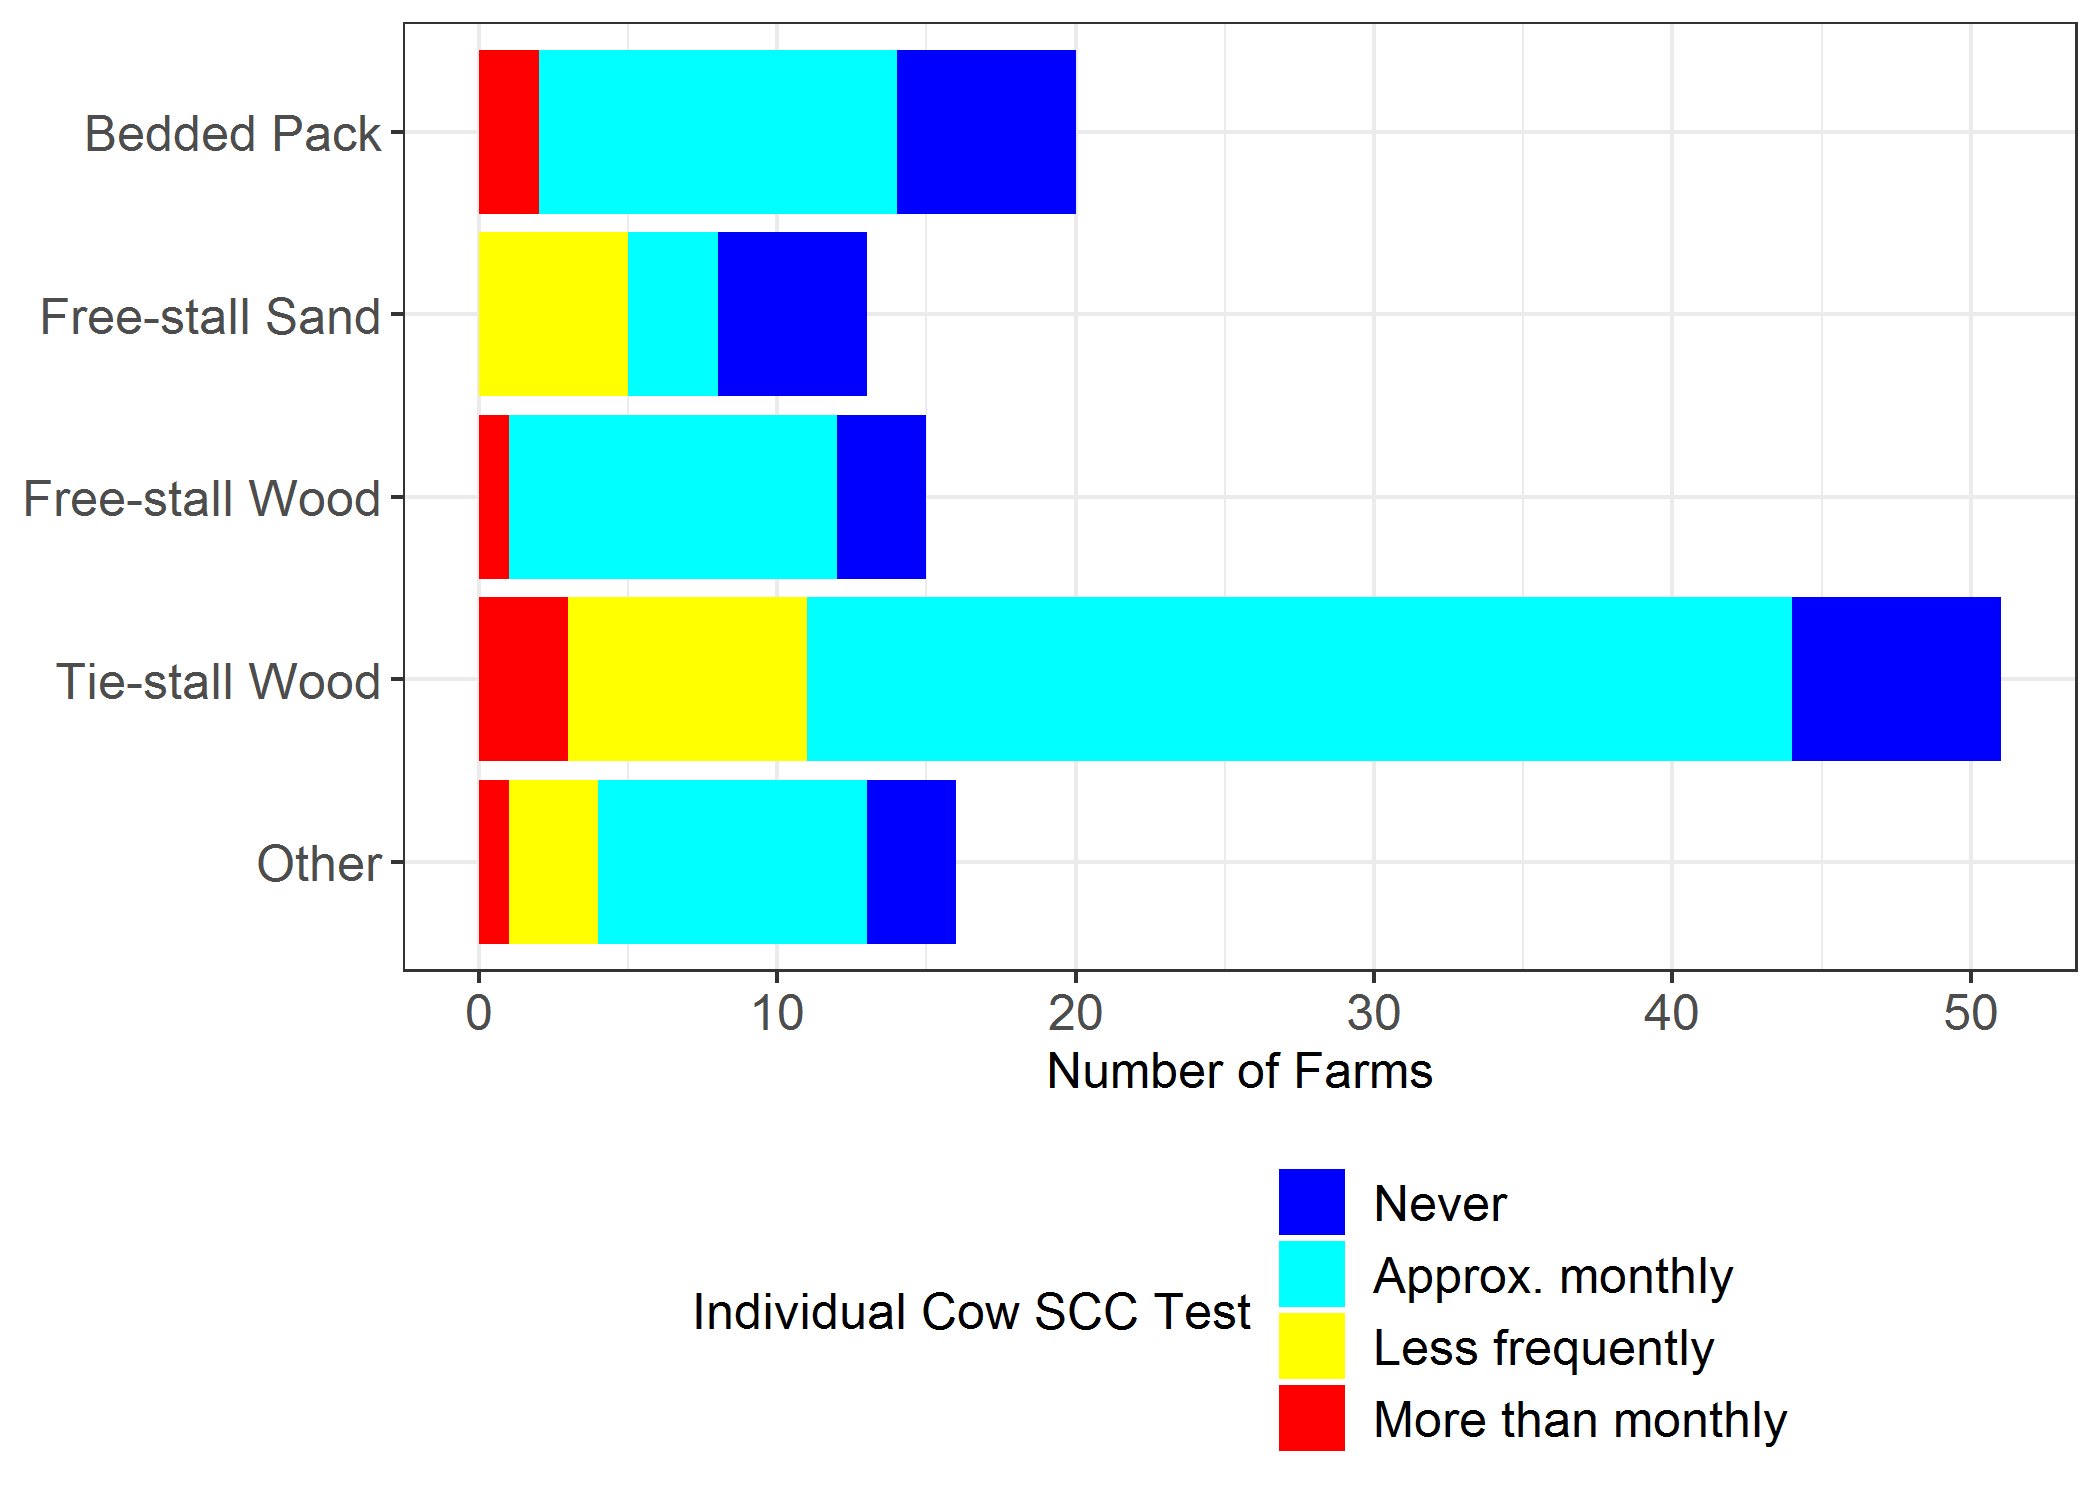 Bedded Pack
Free-stall Sand
Free-stall Wood
Tie-stall Wood
Other
0 10 20 30 40 50
Number of Farms
Individual Cow SCC Test
Never
Approx. monthly
Less frequently
More than monthly